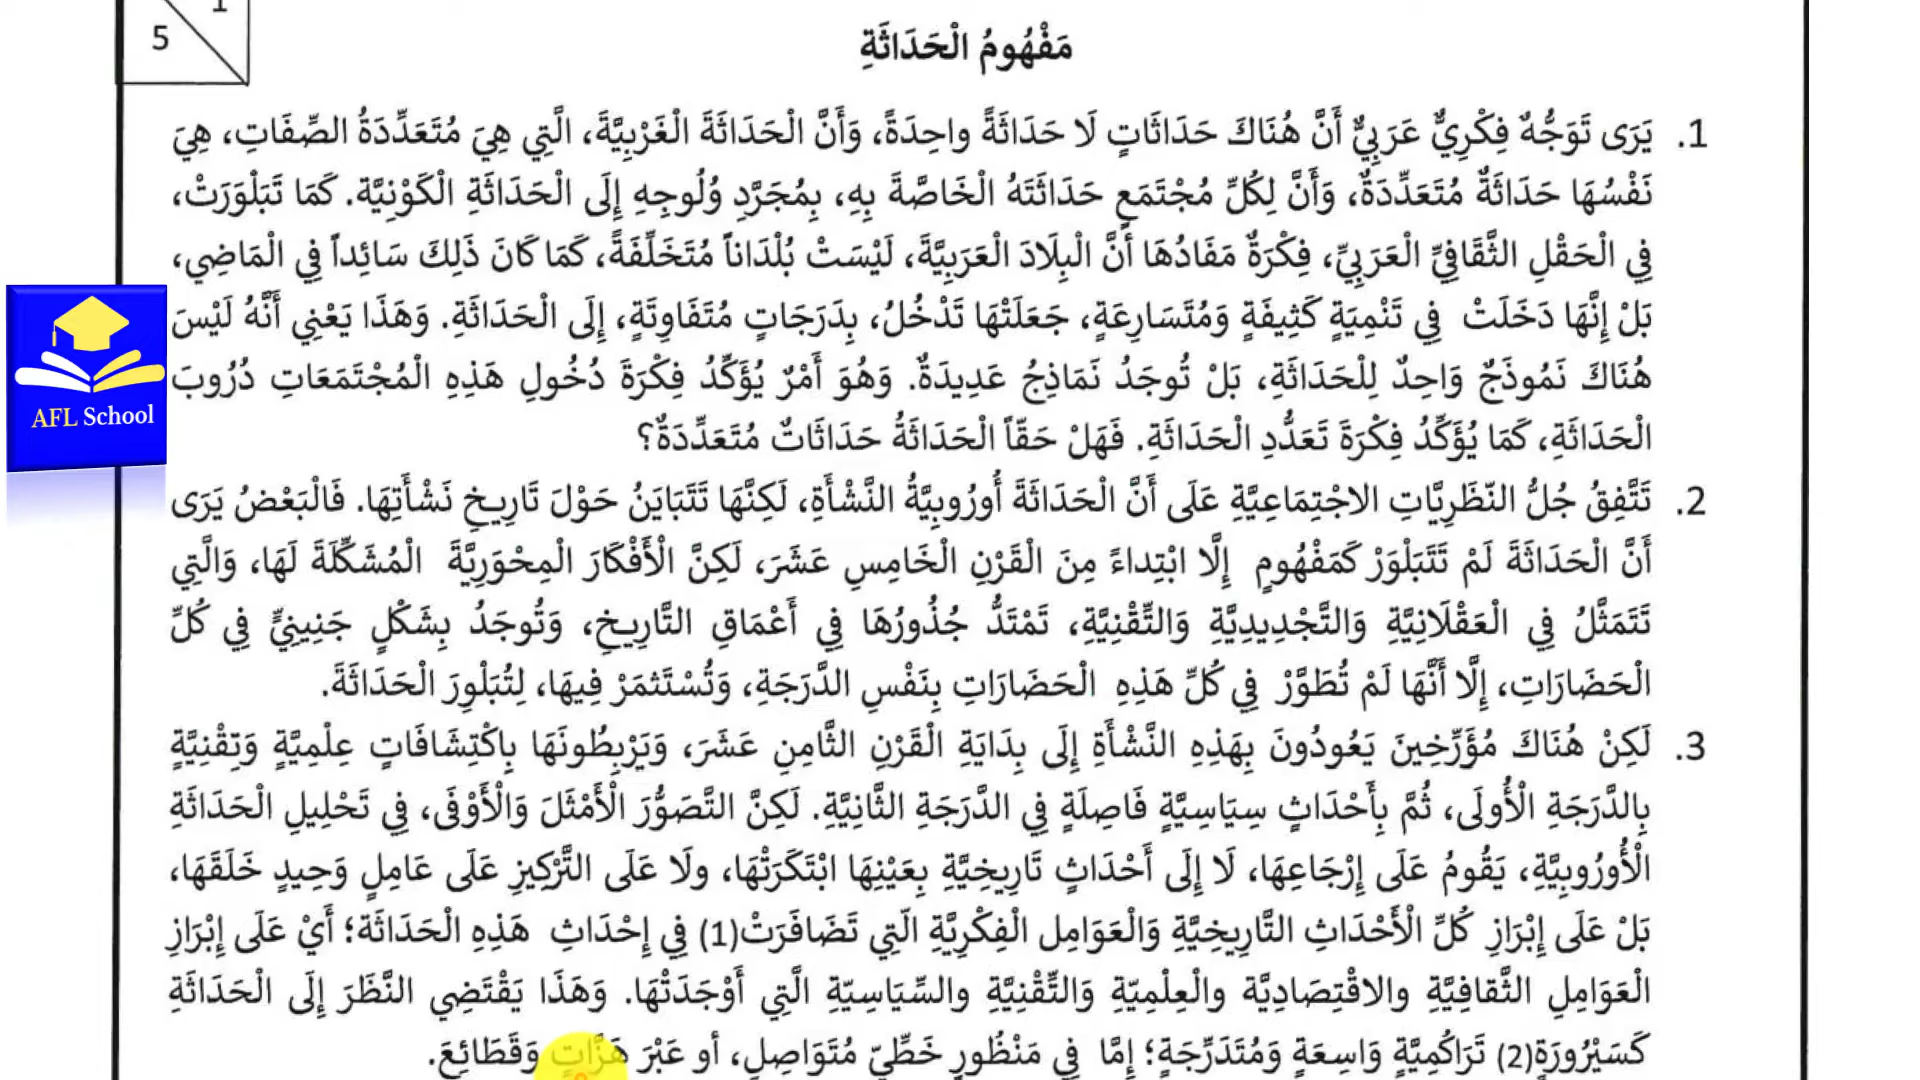 1
5
مَفْهُومُ الْحَدَاثَةِ
1. يَرَى تَوَجُّهٌ فِكْرِيٌّ عَرَبِيٌّ أَنَّ هُنَاكَ حَدَاثَاتٍ لَا حَدَاثَةً واحِدَةً، وَأَنَّ الْحَدَاثَةَ الْغَرْبِيَّةَ، الَّتِي هِيَ مُتَعَدِّدَةُ الصِّفَاتِ، هِيَ
نَفْسُهَا حَدَاثَةٌ مُتَعَدِّدَةٌ، وَأَنَّ لِكُلِّ مُجْتَمَعٍ حَدَاثَتَهُ الْخَاصَّةَ بِهِ، بِمُجَرَّدِ وُلُوجِهِ إِلَى الْحَدَاثَةِ الْكَوْنِيَّة. كَمَا تَبَلْوَرَتْ،
فِي الْحَقْلِ الثَّقَافِيِّ الْعَرَبِيِّ، فِكْرَةٌ مَفَادُهَا أَنَّ الْبِلَادَ الْعَرَبِيَّةَ، لَيْسَتْ بُلْدَاناً مُتَخَلِّفَةً، كَمَا كَانَ ذَلِكَ سَائِداً فِي الْمَاضِي،
بَلْ إِنَّهَا دَخَلَتْ فِي تَنْمِيَةٍ كَثِيفَةٍ وَمُتَسَارِعَةٍ، جَعَلَتْهَا تَدْخُلُ، بِدَرَجَاتٍ مُتَفَاوِتَةٍ، إِلَى الْحَدَاثَةِ. وَهَذَا يَعْنِي أَنَّهُ لَيْسَ
هُنَاكَ نَمُوذَجٌ وَاحِدٌ لِلْحَدَاثَةِ، بَلْ تُوجَدُ نَمَاذِجُ عَدِيدَةٌ. وَهُوَ أَمْرٌ يُؤَكِّدُ فِكْرَةَ دُخُولِ هَذِهِ الْمُجْتَمَعَاتِ دُرُوبَ
الْحَدَاثَةِ، كَمَا يُؤَكِّدُ فِكْرَةَ تَعَدُّدِ الْحَدَاثَةِ. فَهَلْ حَقّاً الْحَدَاثَةُ حَدَاثَاتٌ مُتَعَدِّدَةٌ؟
2. تَتَّفِقُ جُلُّ النّظَرِيَّاتِ الاجْتِمَاعِيَّةِ عَلَى أَنَّ الْحَدَاثَةَ أُورُوبِيَّةُ النَّشْأَةِ، لَكِنَّهَا تَتَبَايَنُ حَوْلَ تَارِيخِ نَشْأَتِهَا. فَالْبَعْضُ يَرَى
أَنَّ الْحَدَاثَةَ لَمْ تَتَبَلْوَرْ كَمَفْهُومٍ إِلَّا ابْتِداءً مِنَ الْقَرْنِ الْخَامِسِ عَشَرَ، لَكِنَّ الْأَفْكَارَ الْمِحْوَرِيَّةَ الْمُشَكِّلَةَ لَهَا، وَالَّتِي
تَتَمَثَّلُ فِي الْعَقْلَانِيَّةِ وَالتَّجْدِيدِيَّةِ وَالتِّقْنِيَّةِ، تَمْتَدُّ جُذُورُهَا فِي أَعْمَاقِ التَّارِيخِ، وَتُوجَدُ بِشَكْلٍ جَنِينِيٍّ فِي كُلِّ
الْحَضَارَاتِ، إِلَّا أَنَّهَا لَمْ تُطَوَّرْ فِي كُلِّ هَذِهِ الْحَضَارَاتِ بِنَفْسِ الدَّرَجَةِ، وَتُسْتَثمَرْ فِيهَا، لِتُبَلْوِرَ الْحَدَاثَةَ.
3. لَكِنْ هُنَاكَ مُؤَرِّخِينَ يَعُودُونَ بِهَذِهِ النَّشْأَةِ إِلَى بِدَايَةِ الْقَرْنِ الثَّامِنِ عَشَرَ، وَيَرْبِطُونَهَا بِاكْتِشَافَاتٍ عِلْمِيَّةٍ وَتِقْنِيَّةٍ
بِالدَّرَجَةِ الْأُولَى، ثُمَّ بِأَحْدَاثٍ سِيَاسِيَّةٍ فَاصِلَةٍ فِي الدَّرَجَةِ الثَّانِيَّةِ. لَكِنَّ التَّصَوُّرَ الْأَمْثَلَ وَالْأَوْفَى، فِي تَحْلِيلِ الْحَدَاثَةِ
الْأُورُوبِيَّةِ، يَقُومُ عَلَى إِرْجَاعِهَا، لَا إِلَى أَحْدَاثٍ تَارِيخِيَّةٍ بِعَيْنِهَا ابْتَكَرَتْهَا، ولَا عَلَى التَّرْكِيزِ عَلَى عَامِلٍ وَحِيدٍ خَلَقَهَا،
بَلْ عَلَى إِبْرَازِ كُلِّ الْأَحْدَاثِ التَّارِيخِيَّةِ وَالْعَوَامِلِ الْفِكْرِيَّةِ الّتِي تَضَافَرَتْ(1) فِي إِحْدَاثِ هَذِهِ الْحَدَاثَة؛ أَيْ عَلَى إِبْرَازِ
الْعَوَامِلِ الثَّقافِيَّةِ والاقْتِصَادِيَّة والْعِلْمِيّةِ وَالتِّقْنِيَّةِ والسِّيَاسِيّةِ الَّتِي أَوْجَدَتْهَا. وَهَذَا يَقْتَضِي النَّظَرَ إِلَى الْحَدَاثَةِ
كَسَيْرُورَةٍ(2) تَرَاكُمِيَّةٍ وَاسِعَةٍ وَمُتَدَرِّجَةٍ؛ إِمَّا فِي مَنْظُورٍ خَطِّيّ مُتَوَاصِلٍ، أو عَبْرَ هَزَّاتٍ وَقَطَائِعَ.
AFL School